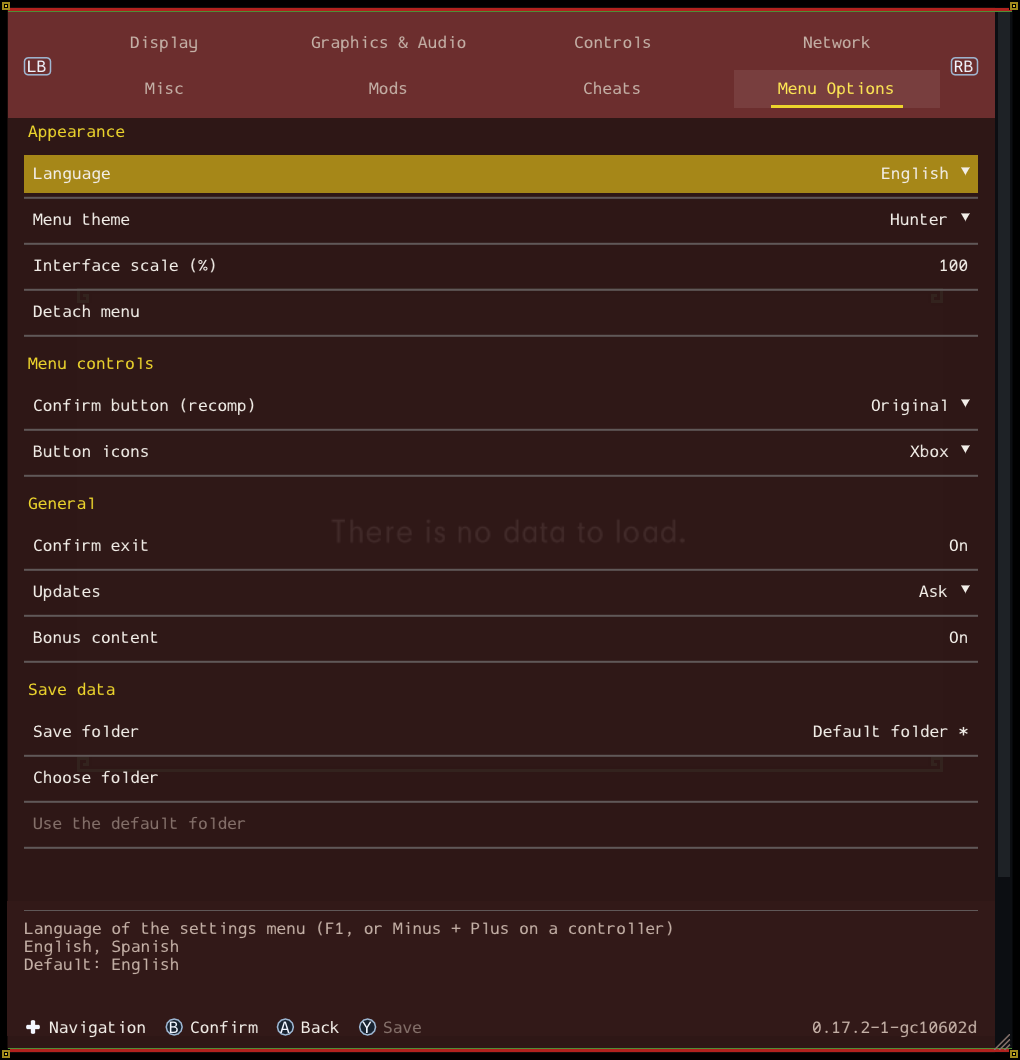 LB
Display
Graphics & Audio
Controls
Network
RB
Misc
Mods
Cheats
Menu Options
Appearance
Language English ▼
Menu theme Hunter ▼
Interface scale (%) 100
Detach menu
Menu controls
Confirm button (recomp) Original ▼
Button icons Xbox ▼
General
There is no data to load.
Confirm exit On
Updates Ask ▼
Bonus content On
Save data
Save folder Default folder *
Choose folder
Use the default folder
Language of the settings menu (F1, or Minus + Plus on a controller)
English, Spanish
Default: English
Navigation B Confirm A Back Y Save 0.17.2-1-gc10602d